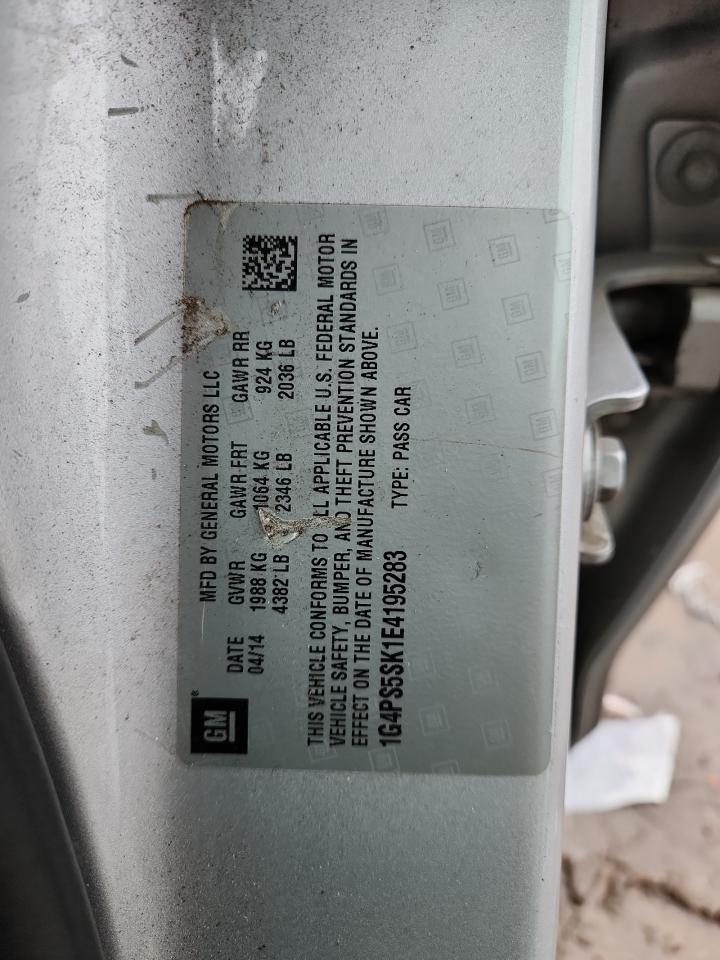 GM
MFD BY GENERAL MOTORS LLC
DATE GVWR GAWR FRT GAWR RR
04/14 1988 KG 1064 KG 924 KG
4382 LB 2346 LB 2036 LB
THIS VEHICLE CONFORMS TO ALL APPLICABLE U.S. FEDERAL MOTOR
VEHICLE SAFETY, BUMPER, AND THEFT PREVENTION STANDARDS IN
EFFECT ON THE DATE OF MANUFACTURE SHOWN ABOVE.
1G4PS5SK1E4195283 TYPE: PASS CAR